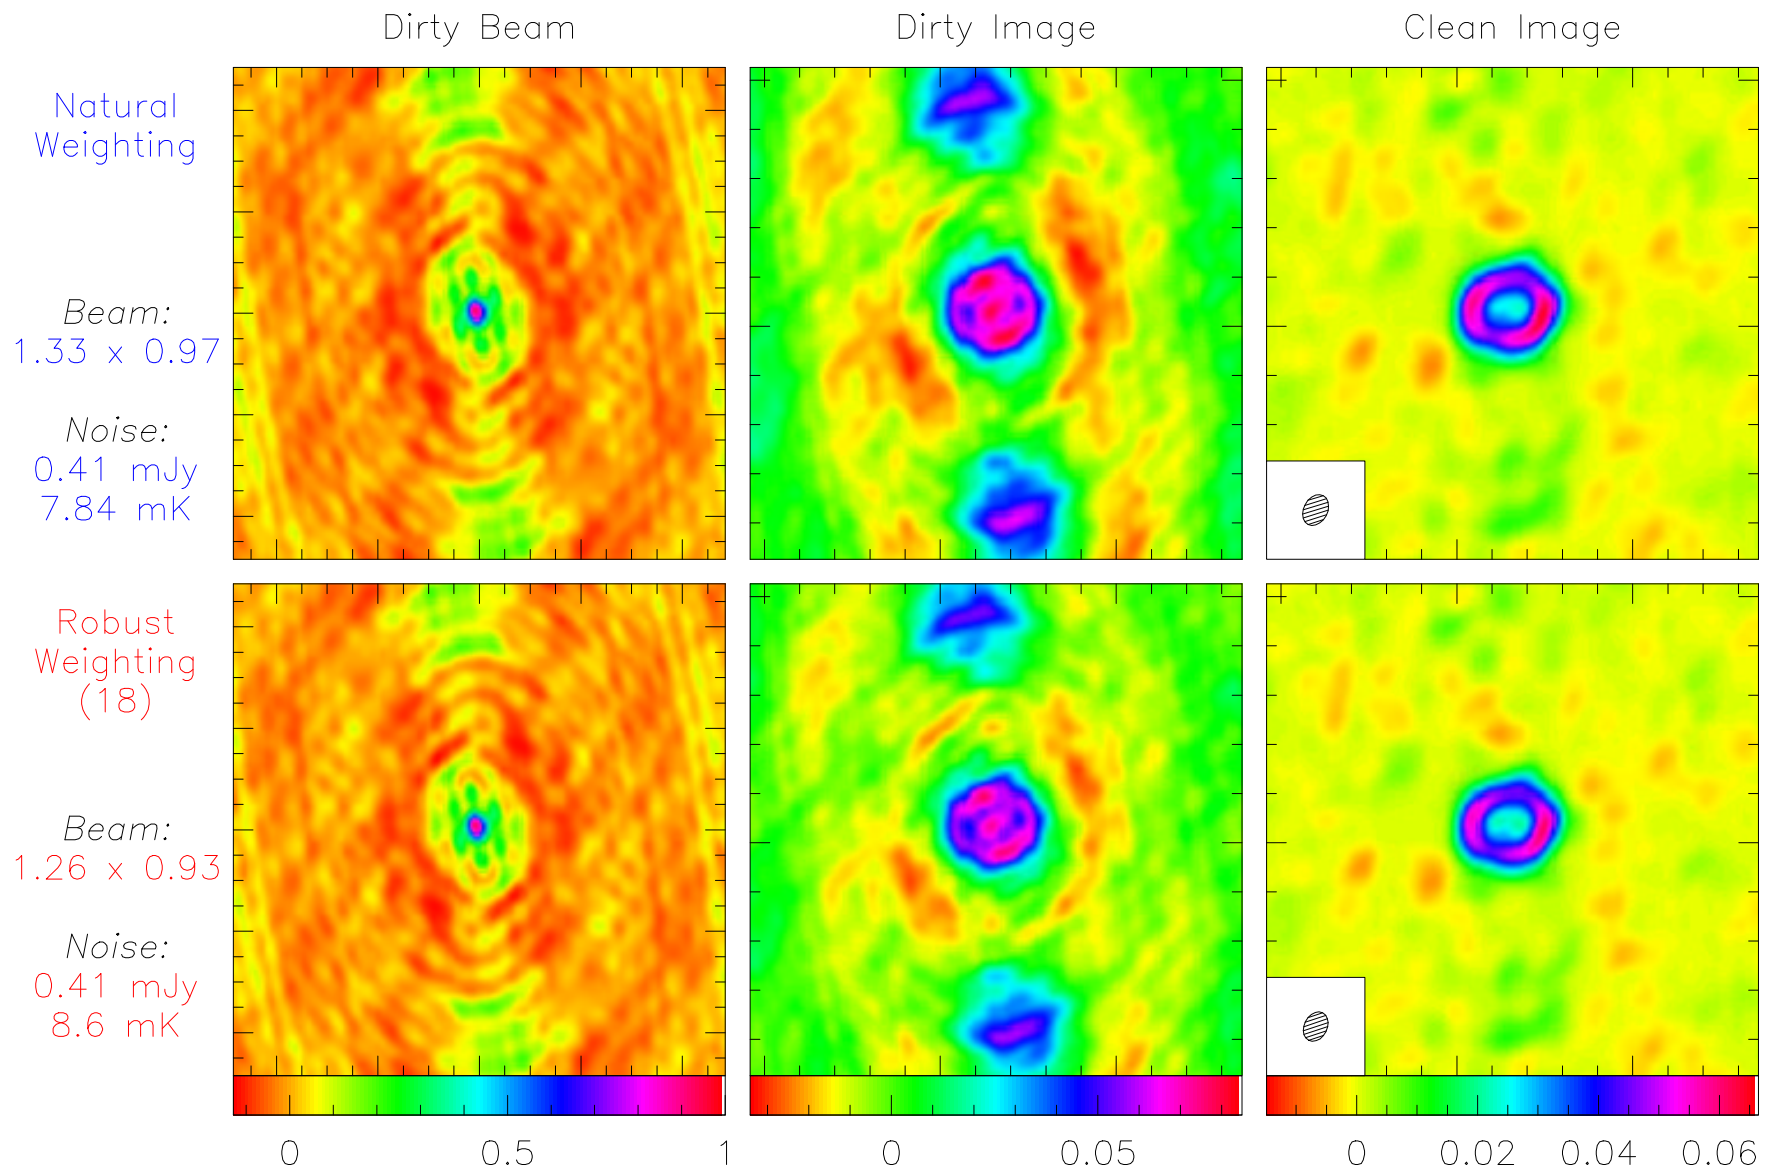 Dirty Beam
Dirty Image
Clean Image
Natural
Weighting
Beam:
1.33 x 0.97
Noise:
0.41 mJy
7.84 mK
Robust
Weighting
(18)
Beam:
1.26 x 0.93
Noise:
0.41 mJy
8.6 mK
0 0.5 1
0 0.05
0 0.02 0.04 0.06